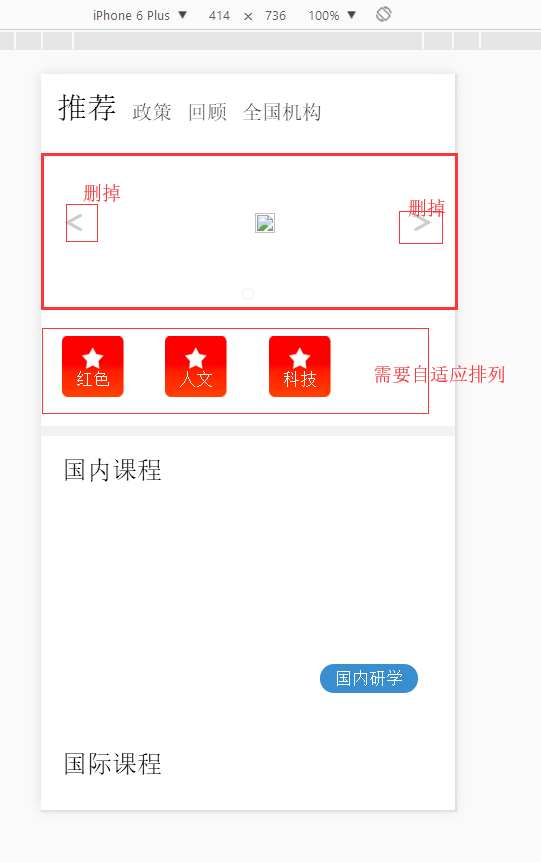 iPhone 6 Plus ▼ 414 × 736 100% ▼
推荐 政策 回顾 全国机构
删掉 删掉
< >
红色 人文 科技
需要自适应排列
国内课程
国内研学
国际课程